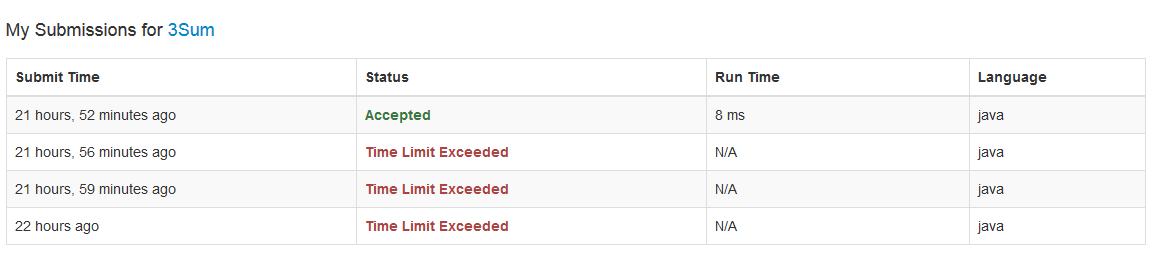 My Submissions for 3Sum
Submit Time Status Run Time Language
21 hours, 52 minutes ago Accepted 8 ms java
21 hours, 56 minutes ago Time Limit Exceeded N/A java
21 hours, 59 minutes ago Time Limit Exceeded N/A java
22 hours ago Time Limit Exceeded N/A java